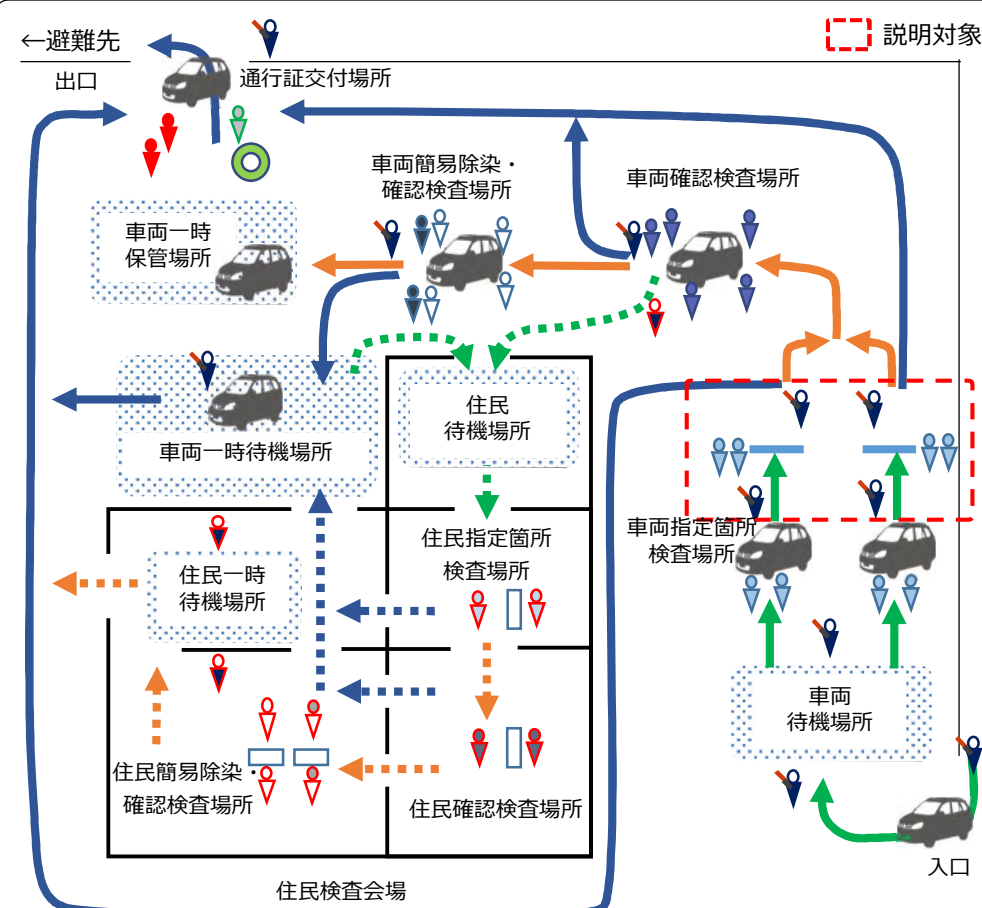 ←避難先
説明対象
出口
通行証交付場所
車両簡易除染・
確認検査場所
車両確認検査場所
車両一時
保管場所
住民
待機場所
車両一時待機場所
車両指定箇所
検査場所
住民指定箇所
検査場所
住民一時
待機場所
車両
待機場所
住民簡易除染・
確認検査場所
住民確認検査場所
入口
住民検査会場